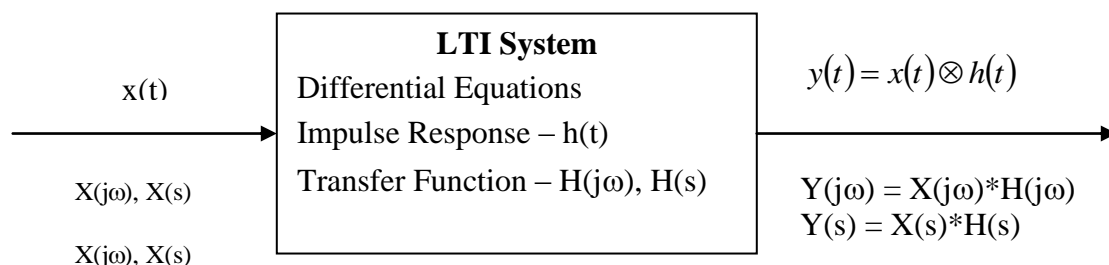 x(t)
X(jω), X(s)
X(jω), X(s)
LTI System
Differential Equations
Impulse Response – h(t)
Transfer Function – H(jω), H(s)
y(t) = x(t) ⊗ h(t)
Y(jω) = X(jω)*H(jω)
Y(s) = X(s)*H(s)